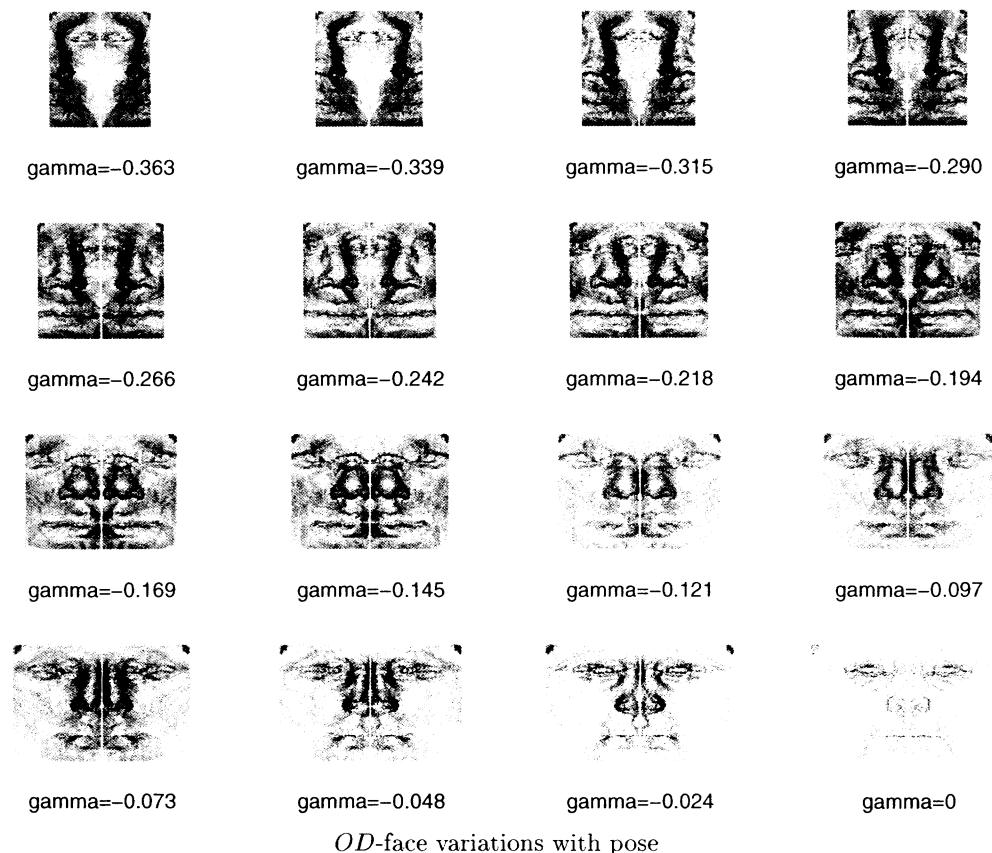 gamma=−0.363 gamma=−0.339 gamma=−0.315 gamma=−0.290
gamma=−0.266 gamma=−0.242 gamma=−0.218 gamma=−0.194
gamma=−0.169 gamma=−0.145 gamma=−0.121 gamma=−0.097
gamma=−0.073 gamma=−0.048 gamma=−0.024 gamma=0
OD-face variations with pose